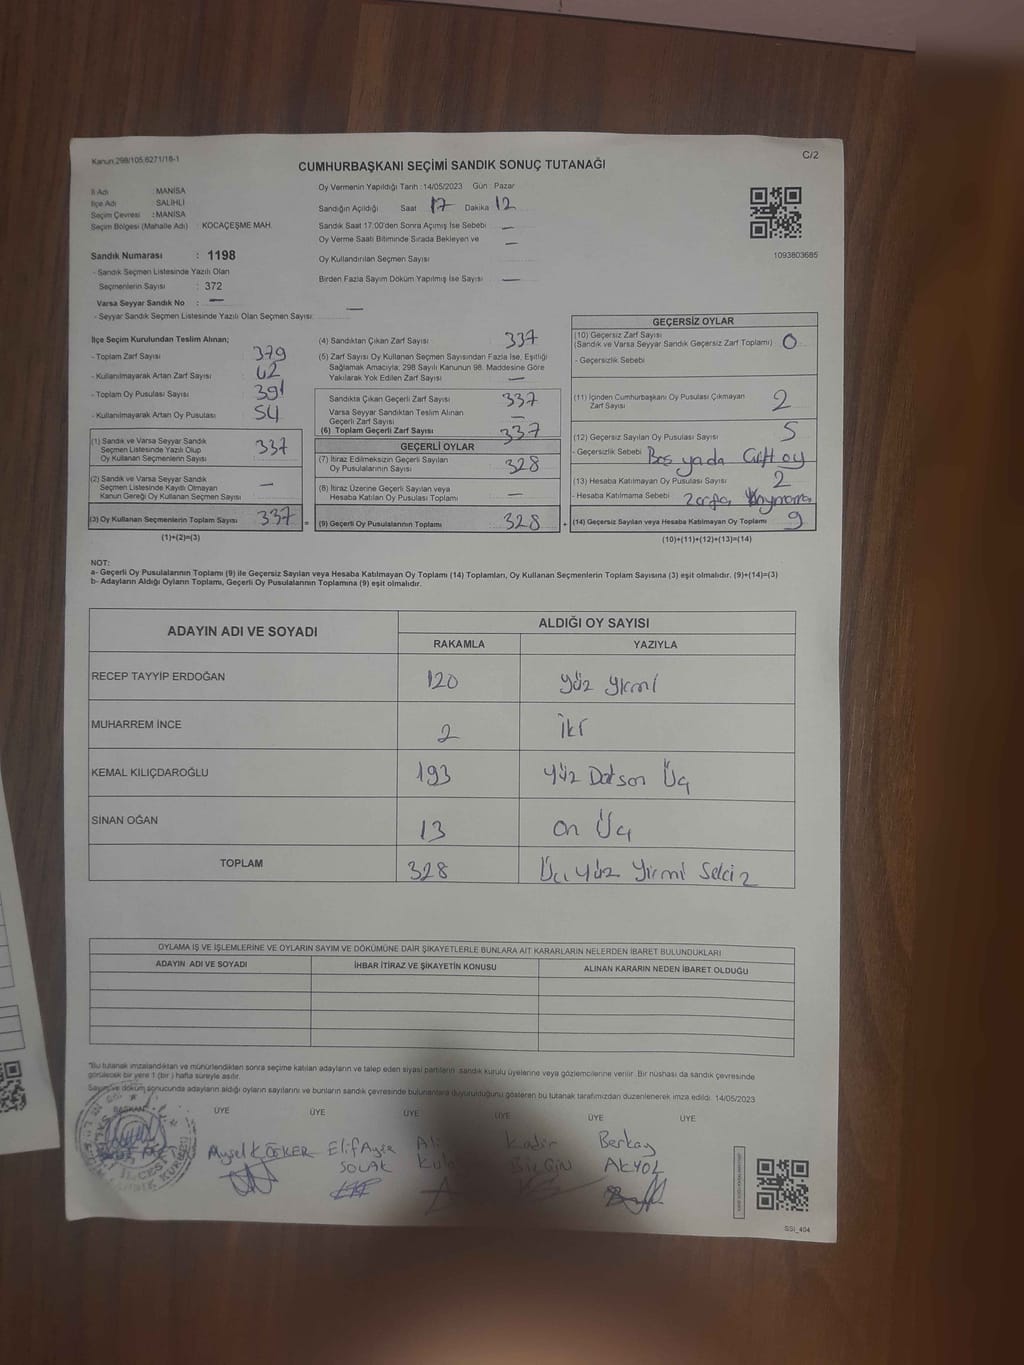 Kanun:298/105,6271/18-1
C/2
CUMHURBAŞKANI SEÇİMİ SANDIK SONUÇ TUTANAĞI
İl Adı : MANİSA
İlçe Adı : SALİHLİ
Seçim Çevresi : MANİSA
Seçim Bölgesi (Mahalle Adı) : KOCAÇEŞME MAH.
Sandık Numarası : 1198
- Sandık Seçmen Listesinde Yazılı Olan
Seçmenlerin Sayısı : 372
Varsa Seyyar Sandık No : —
- Seyyar Sandık Seçmen Listesinde Yazılı Olan Seçmen Sayısı: —
Oy Vermenin Yapıldığı Tarih :14/05/2023 Gün : Pazar
Sandığın Açıldığı Saat 17 Dakika 12
Sandık Saat 17:00'den Sonra Açımış İse Sebebi : —
Oy Verme Saati Bitiminde Sırada Bekleyen ve —
Oy Kullandırılan Seçmen Sayısı
Birden Fazla Sayım Döküm Yapılmış İse Sayısı : —
1093803685
İlçe Seçim Kurulundan Teslim Alınan;
- Toplam Zarf Sayısı : 379
- Kullanılmayarak Artan Zarf Sayısı : 42
- Toplam Oy Pusulası Sayısı : 391
- Kullanılmayarak Artan Oy Pusulası : 54
(1) Sandık ve Varsa Seyyar Sandık
Seçmen Listesinde Yazılı Olup
Oy Kullanan Seçmenlerin Sayısı : 337
(2) Sandık ve Varsa Seyyar Sandık
Seçmen Listesinde Kayıtlı Olmayan
Kanun Gereği Oy Kullanan Seçmen Sayısı : —
(3) Oy Kullanan Seçmenlerin Toplam Sayısı : 337 =
(1)+(2)=(3)
(4) Sandıktan Çıkan Zarf Sayısı : 337
(5) Zarf Sayısı Oy Kullanan Seçmen Sayısından Fazla İse, Eşitliği
Sağlamak Amacıyla, 298 Sayılı Kanunun 98. Maddesine Göre
Yakılarak Yok Edilen Zarf Sayısı : —
Sandıkta Çıkan Geçerli Zarf Sayısı : 337
Varsa Seyyar Sandıktan Teslim Alınan
Geçerli Zarf Sayısı : —
(6) Toplam Geçerli Zarf Sayısı : 337
GEÇERLİ OYLAR
(7) İtiraz Edilmeksizin Geçerli Sayılan
Oy Pusulalarının Sayısı : 328
(8) İtiraz Üzerine Geçerli Sayılan veya
Hesaba Katılan Oy Pusulası Toplamı : —
(9) Geçerli Oy Pusulalarının Toplamı : 328 +
GEÇERSİZ OYLAR
(10) Geçersiz Zarf Sayısı
(Sandık ve Varsa Seyyar Sandık Geçersiz Zarf Toplamı) : 0
- Geçersizlik Sebebi
(11) İçinden Cumhurbaşkanı Oy Pusulası Çıkmayan
Zarf Sayısı : 2
(12) Geçersiz Sayılan Oy Pusulası Sayısı : 5
- Geçersizlik Sebebi Boş yada Çift oy
(13) Hesaba Katılmayan Oy Pusulası Sayısı : 2
- Hesaba Katılmama Sebebi
(14) Geçersiz Sayılan veya Hesaba Katılmayan Oy Toplamı : 9
(10)+(11)+(12)+(13)=(14)
NOT:
a- Geçerli Oy Pusulalarının Toplamı (9) ile Geçersiz Sayılan veya Hesaba Katılmayan Oy Toplamı (14) Toplamları, Oy Kullanan Seçmenlerin Toplam Sayısına (3) eşit olmalıdır. (9)+(14)=(3)
b- Adayların Aldığı Oyların Toplamı, Geçerli Oy Pusulalarının Toplamına (9) eşit olmalıdır.
ADAYIN ADI VE SOYADI
ALDIĞI OY SAYISI
RAKAMLA YAZIYLA
RECEP TAYYİP ERDOĞAN 120 Yüz yirmi
MUHARREM İNCE 2 İki
KEMAL KILIÇDAROĞLU 193 Yüz Doksan Üç
SİNAN OĞAN 13 On Üç
TOPLAM 328 Üç Yüz Yirmi Sekiz
OYLAMA İŞ VE İŞLEMLERİNE VE OYLARIN SAYIM VE DÖKÜMÜNE DAİR ŞİKAYETLERLE BUNLARA AİT KARARLARIN NELERDEN İBARET BULUNDUKLARI
ADAYIN ADI VE SOYADI İHBAR İTİRAZ VE ŞİKAYETİN KONUSU ALINAN KARARIN NEDEN İBARET OLDUĞU
"Bu tutanak imzalandıktan ve mühürlendikten sonra seçime katılan adayların ve talep eden siyasi partilerin sandık kurulu üyelerine veya gözlemcilerine verilir. Bir nüshası da sandık çevresinde
görülecek bir yere 1 (bir ) hafta süreyle asılır.
Sayım ve döküm sonucunda adayların aldığı oyların sayılarını ve bunların sandık çevresinde bulunanlara duyurulduğunu gösteren bu tutanak tarafımızdan düzenlenerek imza edildi. 14/05/2023
BAŞKAN ÜYE ÜYE ÜYE ÜYE ÜYE ÜYE
Aysel KÖKER Elif Ayşe Ali Kadir Berkay
SOLAK BİLGİN AKYOL
SSI_404